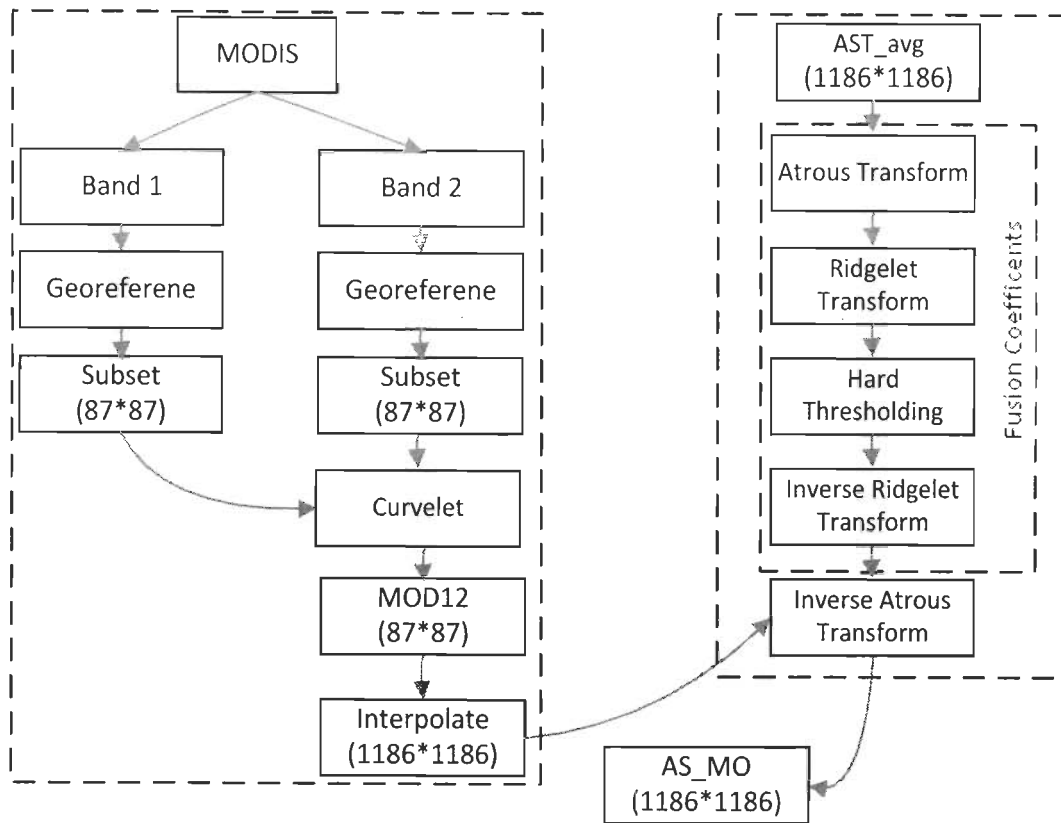 MODIS
Band 1
Band 2
Georeferene
Georeferene
Subset
(87*87)
Subset
(87*87)
Curvelet
MOD12
(87*87)
Interpolate
(1186*1186)
AST_avg
(1186*1186)
Atrous Transform
Ridgelet
Transform
Hard
Thresholding
Inverse Ridgelet
Transform
Fusion Coefficents
Inverse Atrous
Transform
AS_MO
(1186*1186)